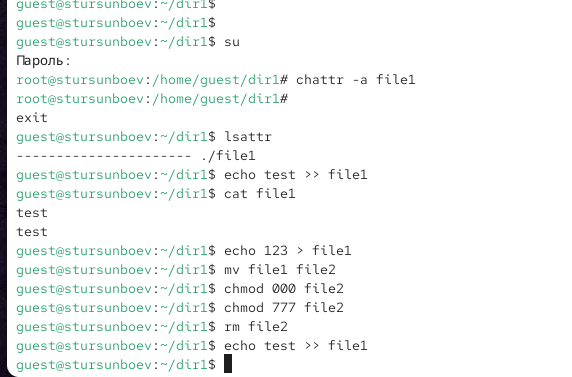 guest@stursunboev:~/dir1$
guest@stursunboev:~/dir1$
guest@stursunboev:~/dir1$ su
Пароль:
root@stursunboev:/home/guest/dir1# chattr -a file1
root@stursunboev:/home/guest/dir1#
exit
guest@stursunboev:~/dir1$ lsattr
---------------------- ./file1
guest@stursunboev:~/dir1$ echo test >> file1
guest@stursunboev:~/dir1$ cat file1
test
test
guest@stursunboev:~/dir1$ echo 123 > file1
guest@stursunboev:~/dir1$ mv file1 file2
guest@stursunboev:~/dir1$ chmod 000 file2
guest@stursunboev:~/dir1$ chmod 777 file2
guest@stursunboev:~/dir1$ rm file2
guest@stursunboev:~/dir1$ echo test >> file1
guest@stursunboev:~/dir1$